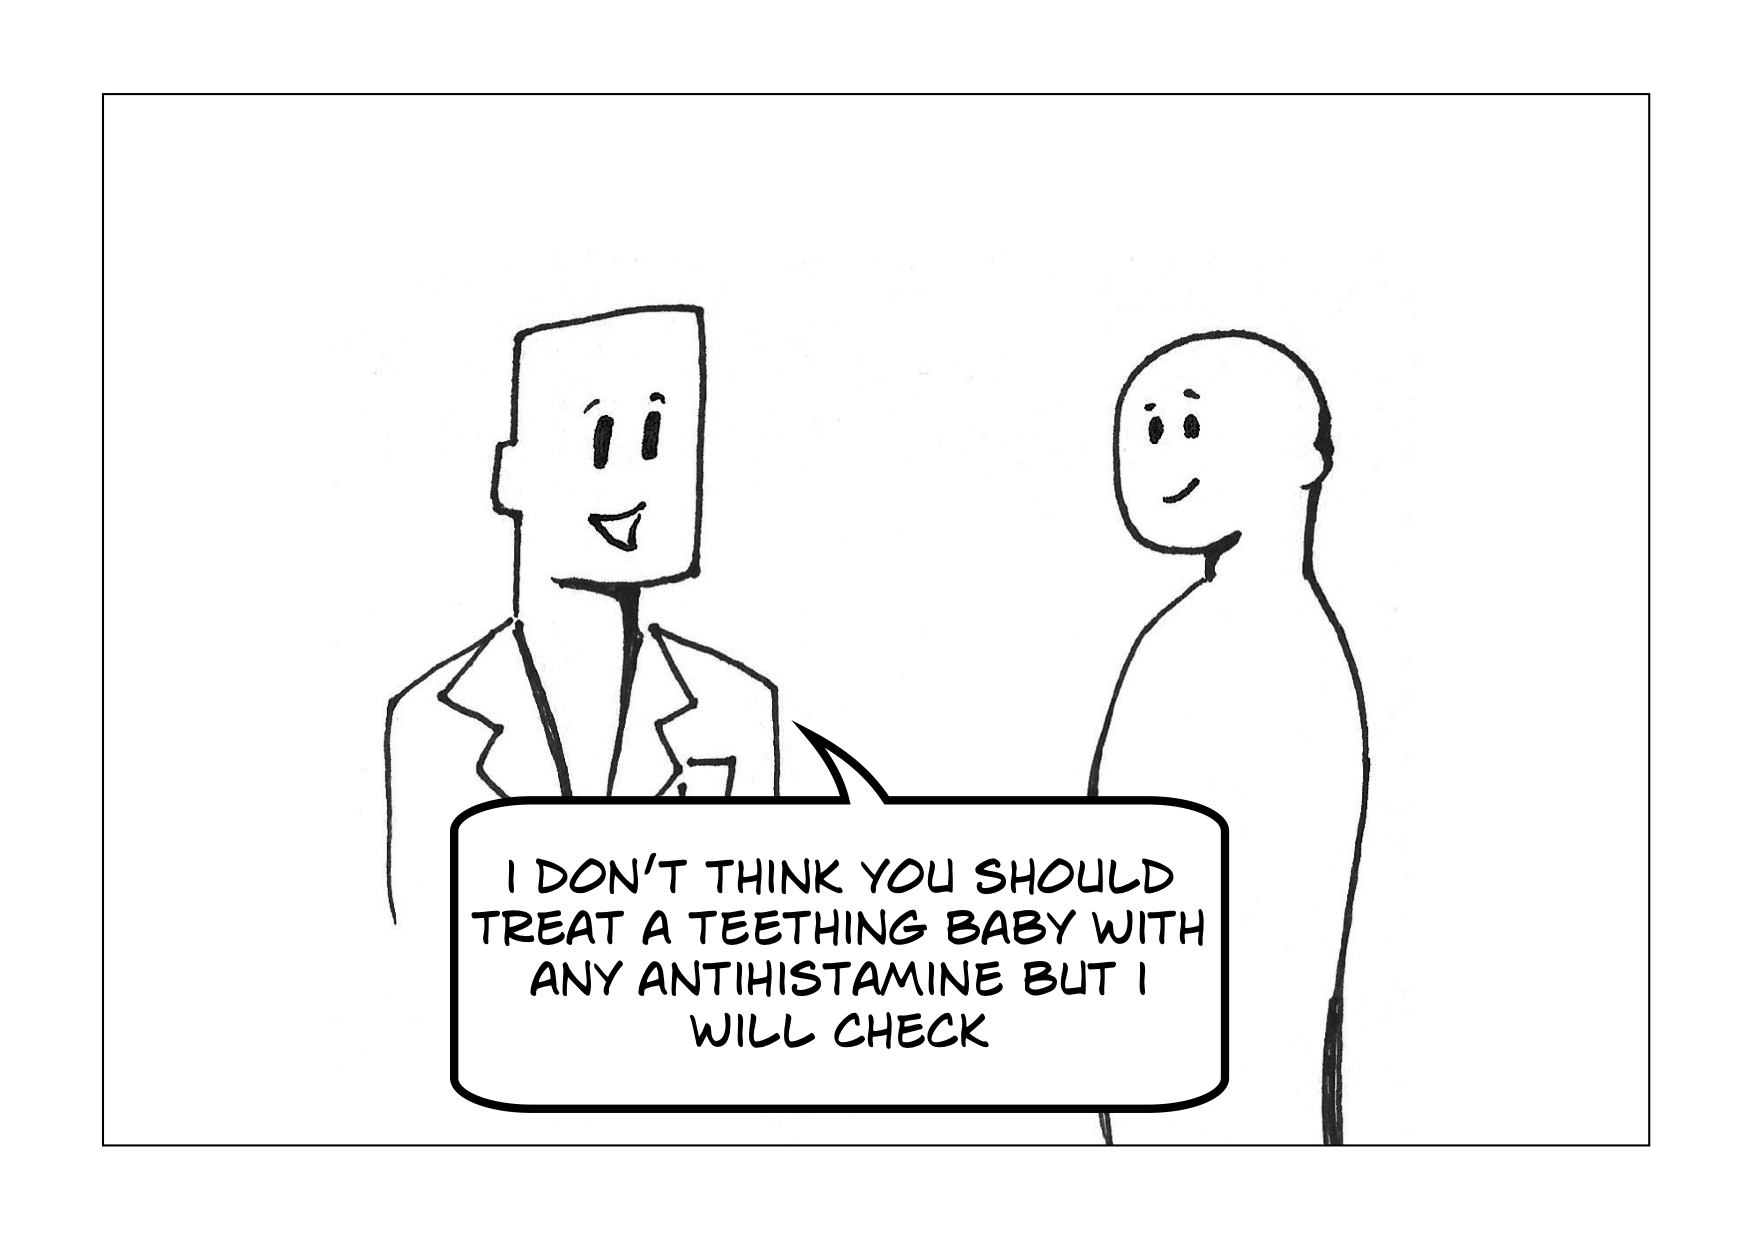 I DON'T THINK YOU SHOULD
TREAT A TEETHING BABY WITH
ANY ANTIHISTAMINE BUT I
WILL CHECK